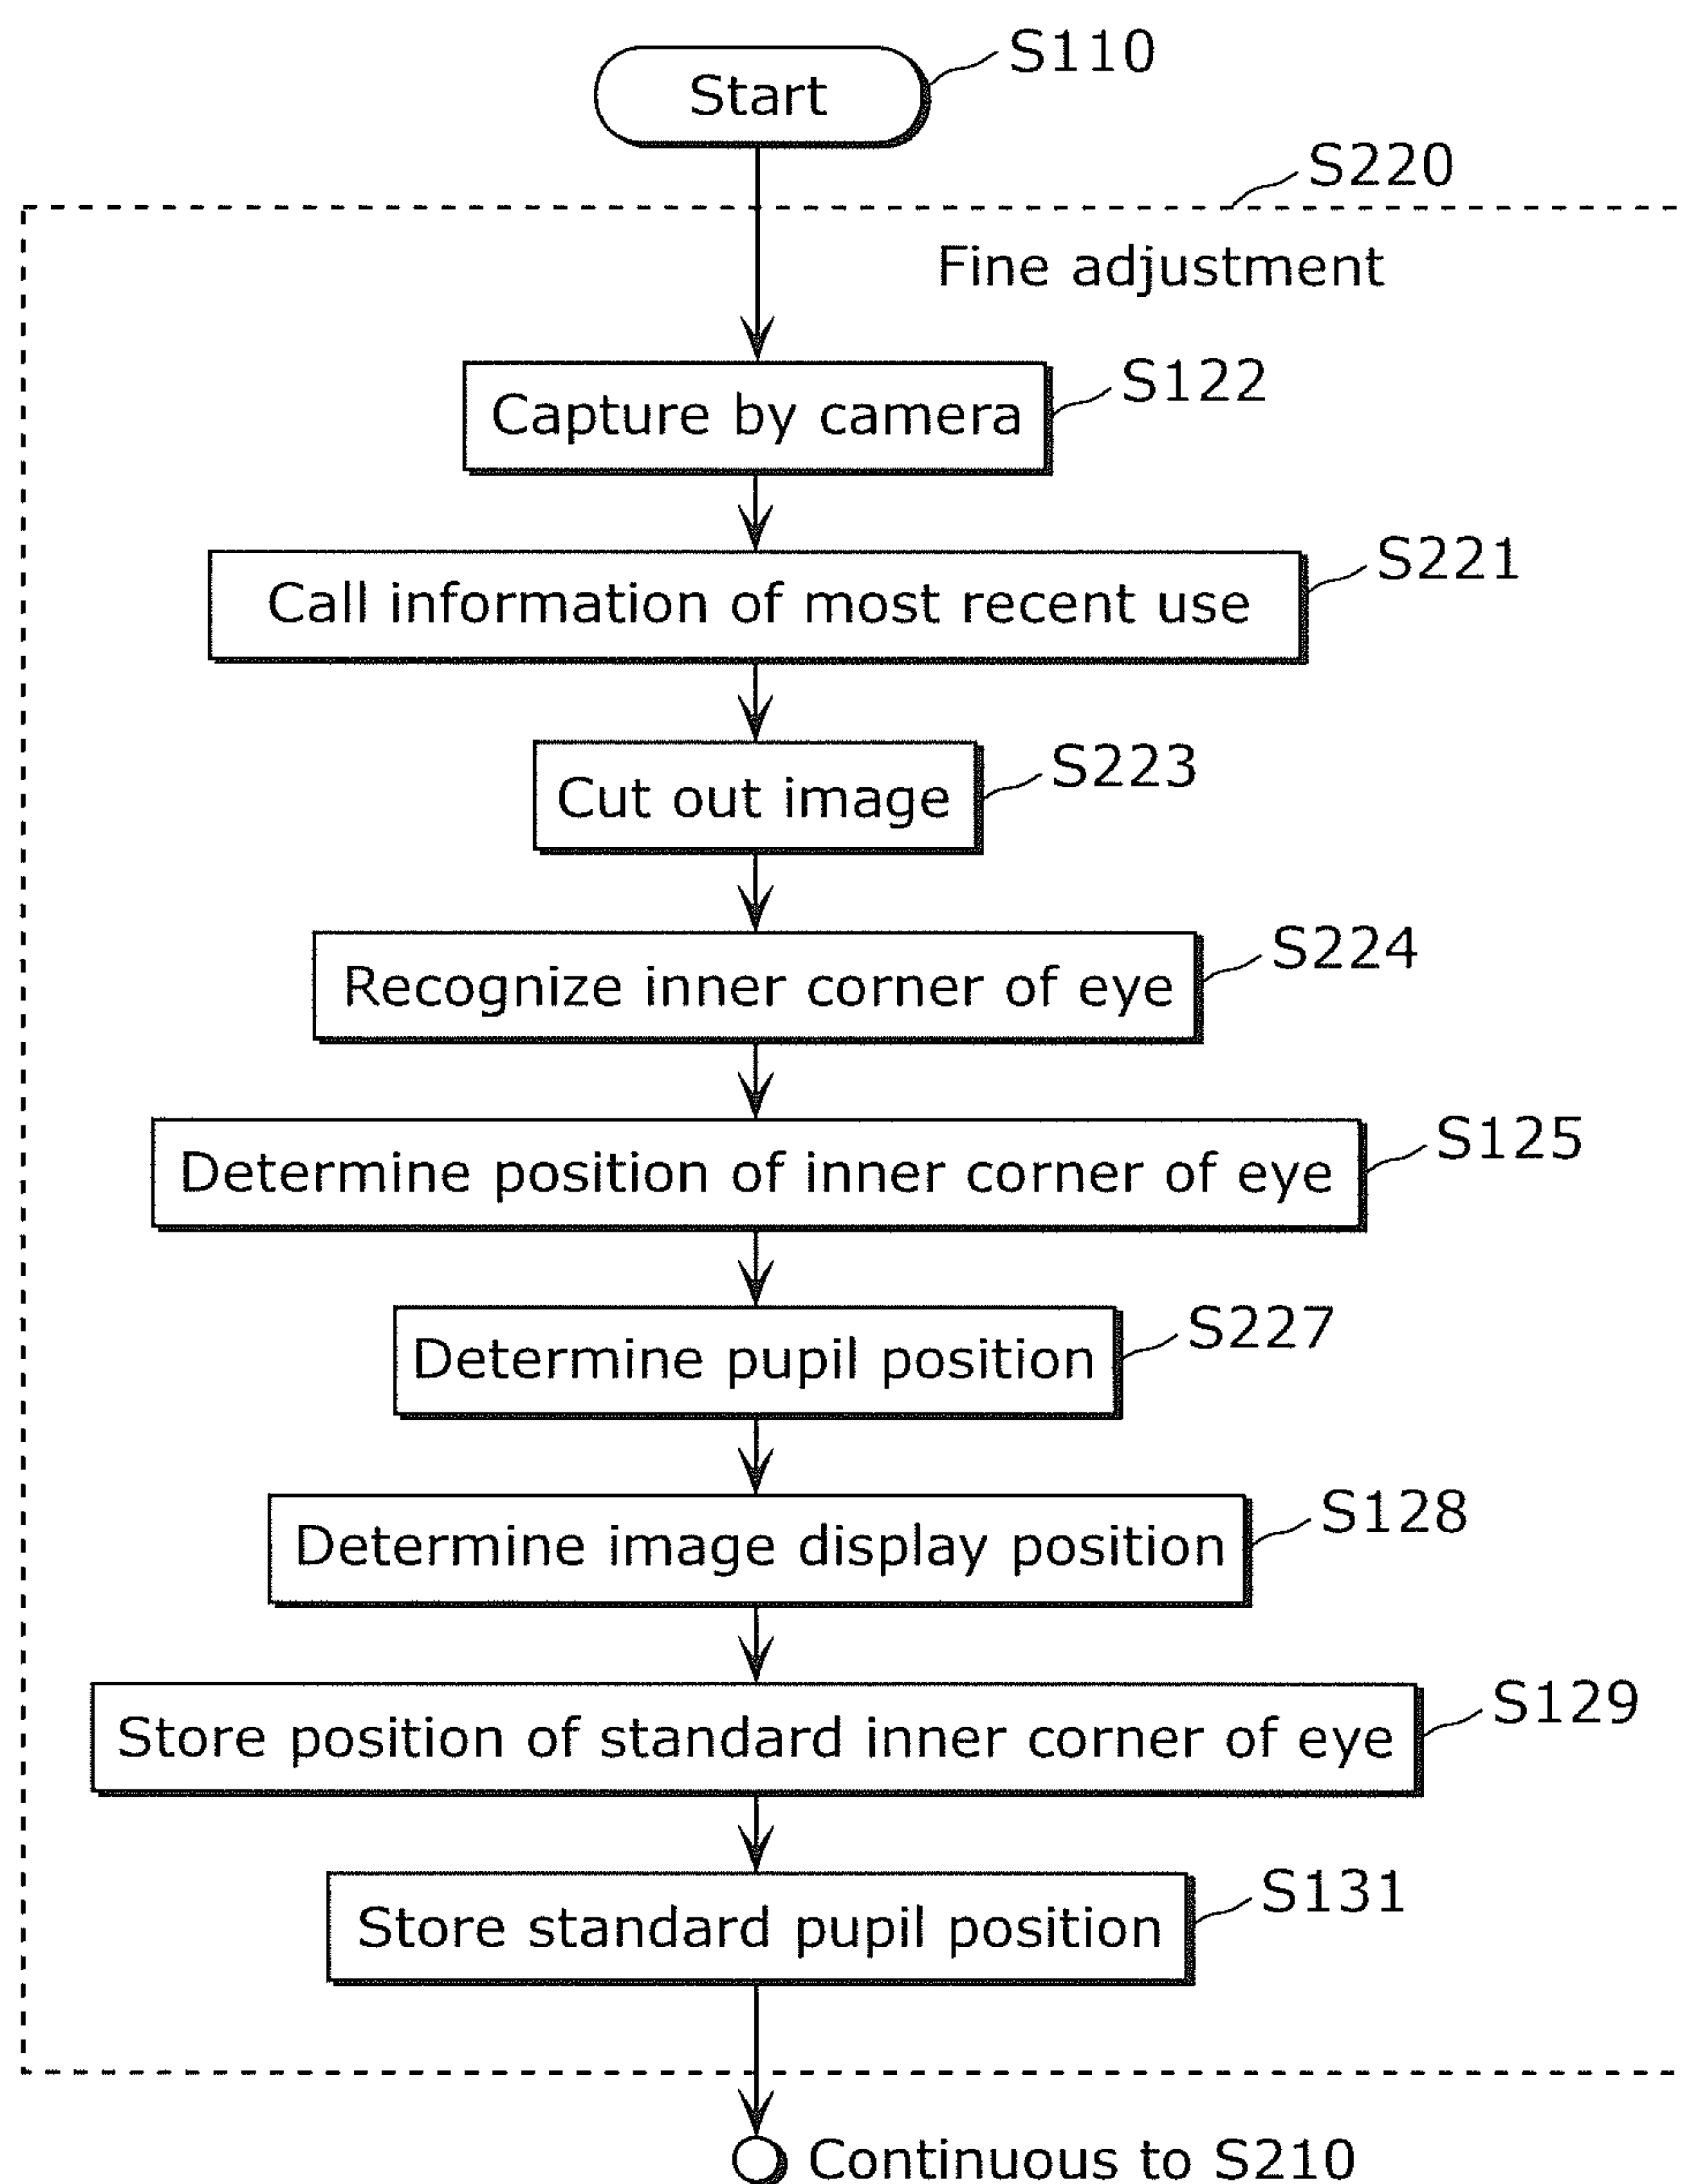 Start
S110
S220
Fine adjustment
Capture by camera
S122
Call information of most recent use
S221
Cut out image
S223
Recognize inner corner of eye
S224
Determine position of inner corner of eye
S125
Determine pupil position
S227
Determine image display position
S128
Store position of standard inner corner of eye
S129
Store standard pupil position
S131
Continuous to S210